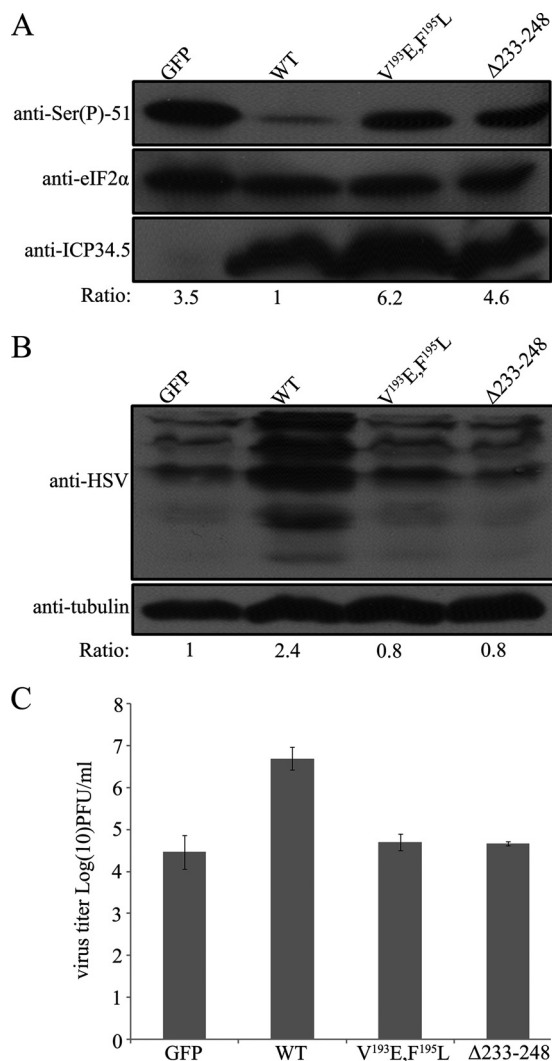 A
GFP WT V¹⁹³E,F¹⁹⁵L Δ233-248
anti-Ser(P)-51
anti-eIF2α
anti-ICP34.5
Ratio: 3.5 1 6.2 4.6
B
GFP WT V¹⁹³E,F¹⁹⁵L Δ233-248
anti-HSV
anti-tubulin
Ratio: 1 2.4 0.8 0.8
C
virus titer Log(10)PFU/ml
8
7
6
5
4
3
2
1
0
GFP WT V¹⁹³E,F¹⁹⁵L Δ233-248